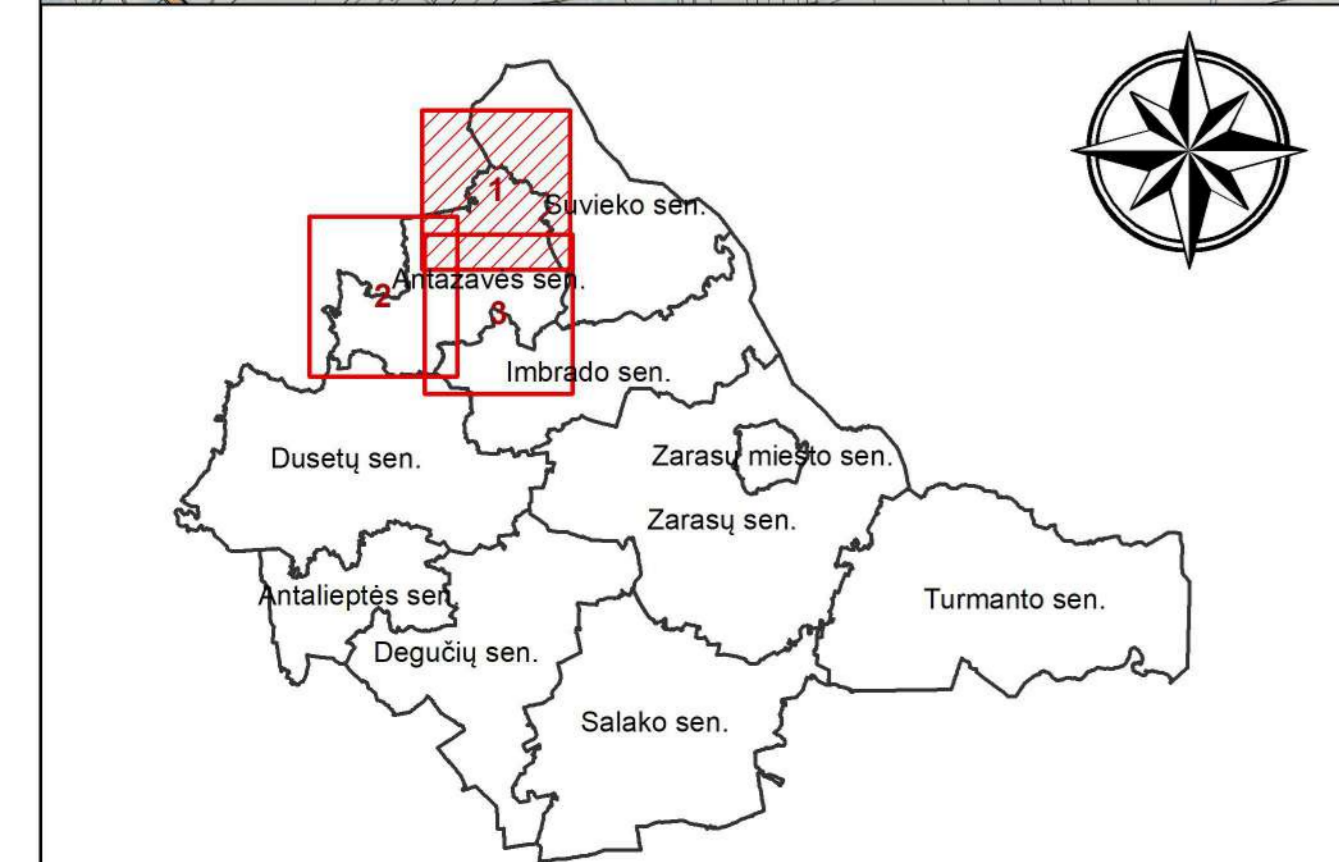 1
Suvieko sen.
Antazavės sen.
2
3
Imbrado sen.
Dusetų sen.
Zarasų miesto sen.
Zarasų sen.
Antalieptės sen.
Turmanto sen.
Degučių sen.
Salako sen.